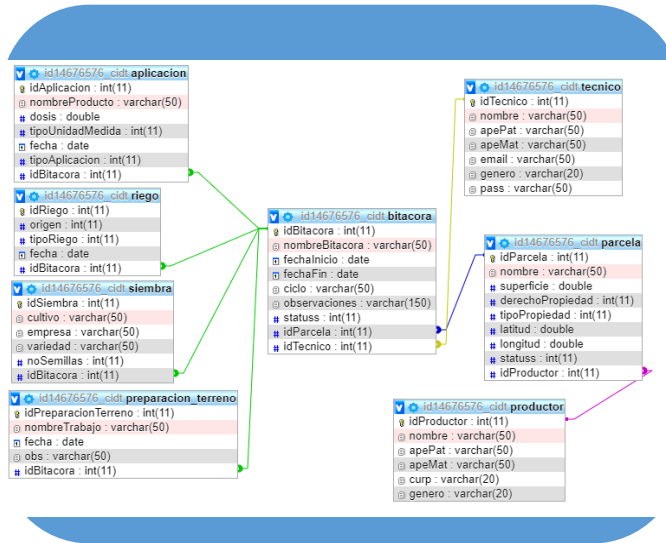 id14676576_cidt aplicacion
idAplicacion : int(11)
nombreProducto : varchar(50)
dosis : double
tipoUnidadMedida : int(11)
fecha : date
tipoAplicacion : int(11)
idBitacora : int(11)
id14676576_cidt riego
idRiego : int(11)
origen : int(11)
tipoRiego : int(11)
fecha : date
idBitacora : int(11)
id14676576_cidt siembra
idSiembra : int(11)
cultivo : varchar(50)
empresa : varchar(50)
variedad : varchar(50)
noSemillas : int(11)
idBitacora : int(11)
id14676576_cidt preparacion_terreno
idPreparacionTerreno : int(11)
nombreTrabajo : varchar(50)
fecha : date
obs : varchar(50)
idBitacora : int(11)
id14676576_cidt bitacora
idBitacora : int(11)
nombreBitacora : varchar(50)
fechaInicio : date
fechaFin : date
ciclo : varchar(50)
observaciones : varchar(150)
statuss : int(11)
idParcela : int(11)
idTecnico : int(11)
id14676576_cidt tecnico
idTecnico : int(11)
nombre : varchar(50)
apePat : varchar(50)
apeMat : varchar(50)
email : varchar(50)
genero : varchar(20)
pass : varchar(50)
id14676576_cidt parcela
idParcela : int(11)
nombre : varchar(50)
superficie : double
derechoPropiedad : int(11)
tipoPropiedad : int(11)
latitud : double
longitud : double
statuss : int(11)
idProductor : int(11)
id14676576_cidt productor
idProductor : int(11)
nombre : varchar(50)
apePat : varchar(50)
apeMat : varchar(50)
curp : varchar(20)
genero : varchar(20)